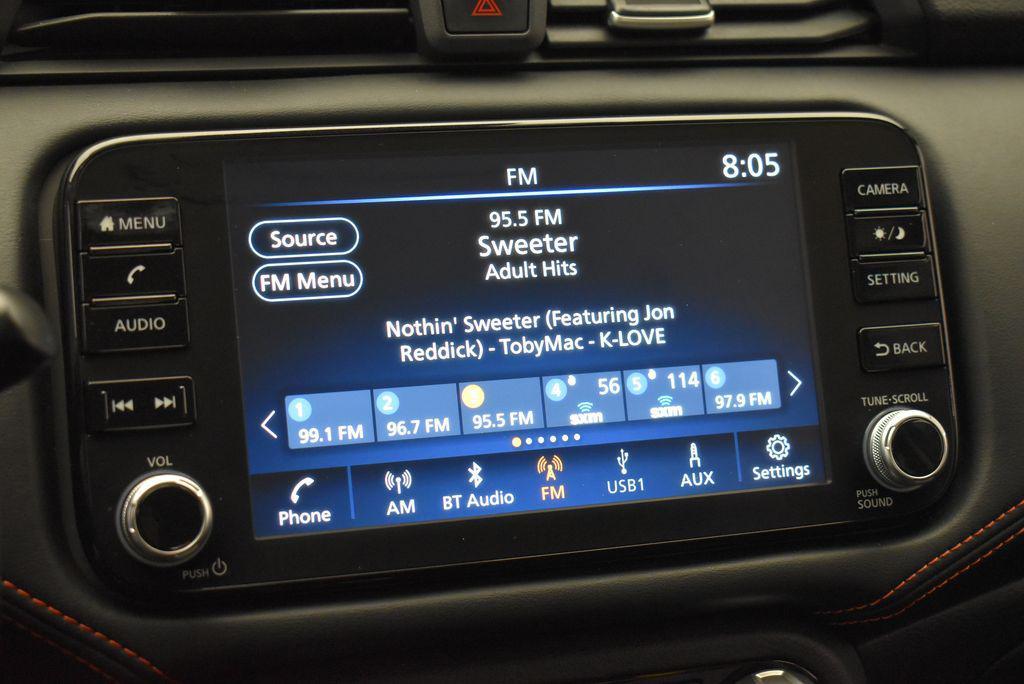 FM
8:05
MENU
AUDIO
VOL
PUSH
Source
FM Menu
95.5 FM
Sweeter
Adult Hits
Nothin' Sweeter (Featuring Jon
Reddick) - TobyMac - K-LOVE
1
99.1 FM
2
96.7 FM
3
95.5 FM
4
56
sxm
5
114
sxm
6
97.9 FM
Phone
AM
BT Audio
FM
USB1
AUX
Settings
CAMERA
SETTING
BACK
TUNE·SCROLL
PUSH
SOUND